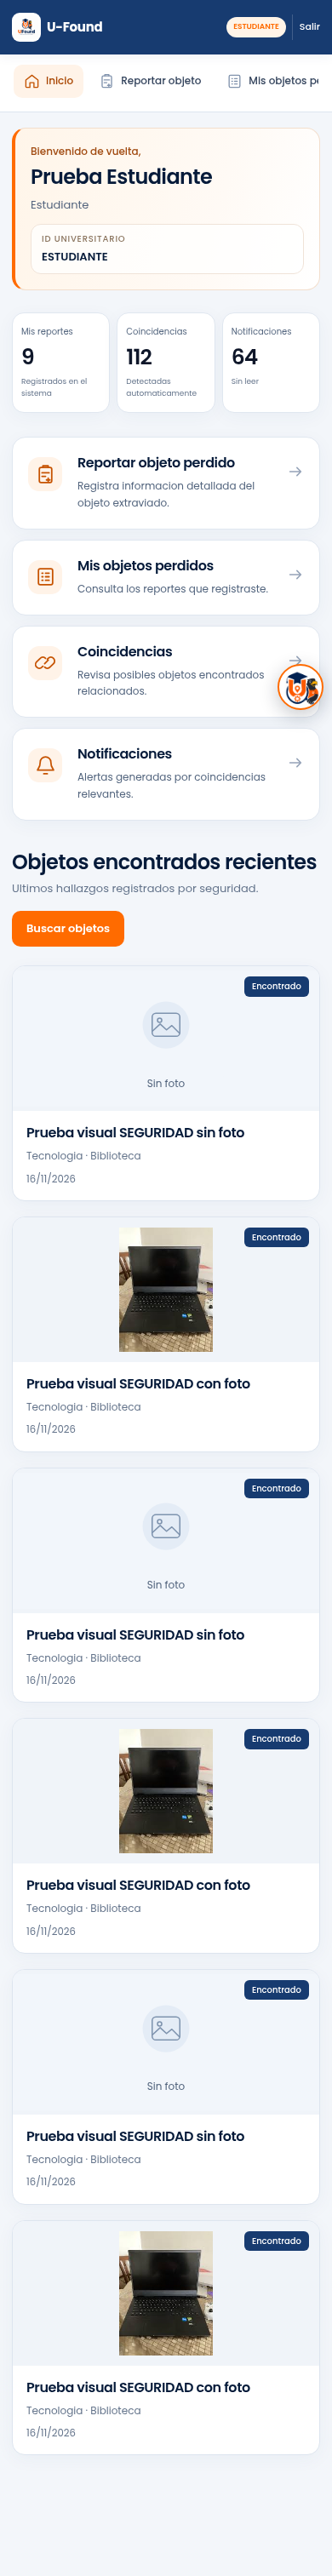 U-Found
ESTUDIANTE
Salir
Inicio
Reportar objeto
Mis objetos
Bienvenido de vuelta,
Prueba Estudiante
Estudiante
ID UNIVERSITARIO
ESTUDIANTE
Mis reportes
9
Registrados en el
sistema
Coincidencias
112
Detectadas
automaticamente
Notificaciones
64
Sin leer
Reportar objeto perdido
Registra informacion detallada del
objeto extraviado.
Mis objetos perdidos
Consulta los reportes que registraste.
Coincidencias
Revisa posibles objetos encontrados
relacionados.
Notificaciones
Alertas generadas por coincidencias
relevantes.
Objetos encontrados recientes
Ultimos hallazgos registrados por seguridad.
Buscar objetos
Encontrado
Sin foto
Prueba visual SEGURIDAD sin foto
Tecnologia · Biblioteca
16/11/2026
Encontrado
Prueba visual SEGURIDAD con foto
Tecnologia · Biblioteca
16/11/2026
Encontrado
Sin foto
Prueba visual SEGURIDAD sin foto
Tecnologia · Biblioteca
16/11/2026
Encontrado
Prueba visual SEGURIDAD con foto
Tecnologia · Biblioteca
16/11/2026
Encontrado
Sin foto
Prueba visual SEGURIDAD sin foto
Tecnologia · Biblioteca
16/11/2026
Encontrado
Prueba visual SEGURIDAD con foto
Tecnologia · Biblioteca
16/11/2026